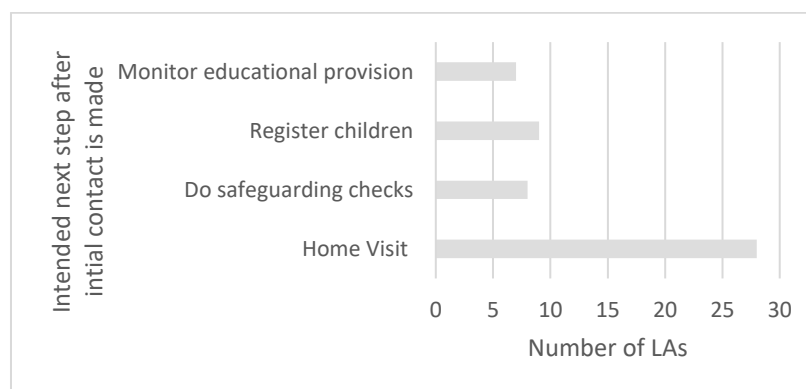 Intended next step after
intial contact is made
Monitor educational provision
Register children
Do safeguarding checks
Home Visit
0 5 10 15 20 25 30
Number of LAs